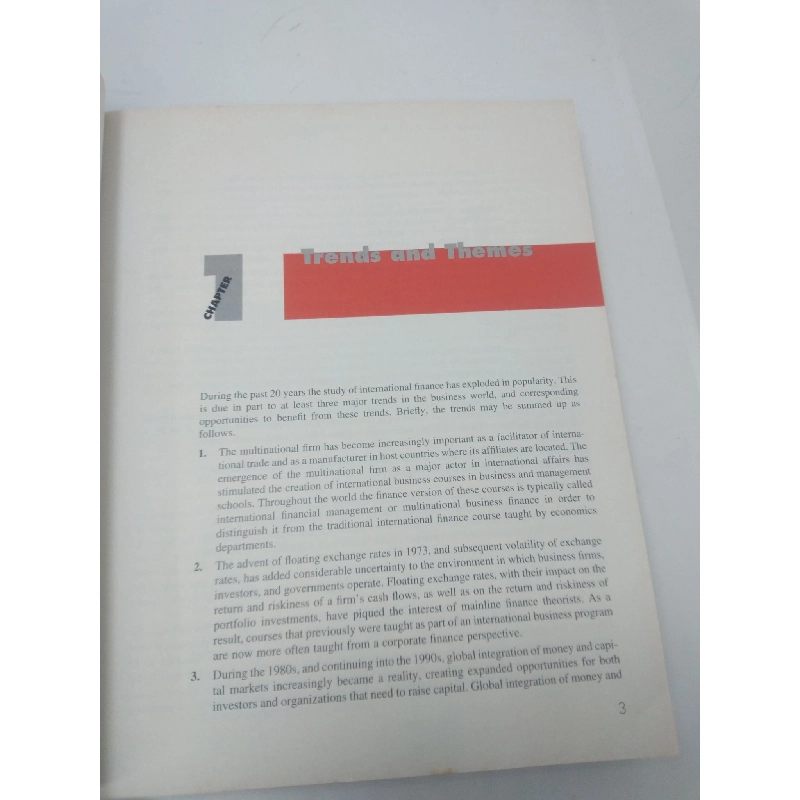 CHAPTER
1
Trends and Themes
During the past 20 years the study of international finance has exploded in popularity. This
is due in part to at least three major trends in the business world, and corresponding
opportunities to benefit from these trends. Briefly, the trends may be summed up as
follows.
1. The multinational firm has become increasingly important as a facilitator of interna-
tional trade and as a manufacturer in host countries where its affiliates are located. The
emergence of the multinational firm as a major actor in international affairs has
stimulated the creation of international business courses in business and management
schools. Throughout the world the finance version of these courses is typically called
international financial management or multinational business finance in order to
distinguish it from the traditional international finance course taught by economics
departments.
2. The advent of floating exchange rates in 1973, and subsequent volatility of exchange
rates, has added considerable uncertainty to the environment in which business firms,
investors, and governments operate. Floating exchange rates, with their impact on the
return and riskiness of a firm's cash flows, as well as on the return and riskiness of
portfolio investments, have piqued the interest of mainline finance theorists. As a
result, courses that previously were taught as part of an international business program
are now more often taught from a corporate finance perspective.
3. During the 1980s, and continuing into the 1990s, global integration of money and capi-
tal markets increasingly became a reality, creating expanded opportunities for both
investors and organizations that need to raise capital. Global integration of money and
3